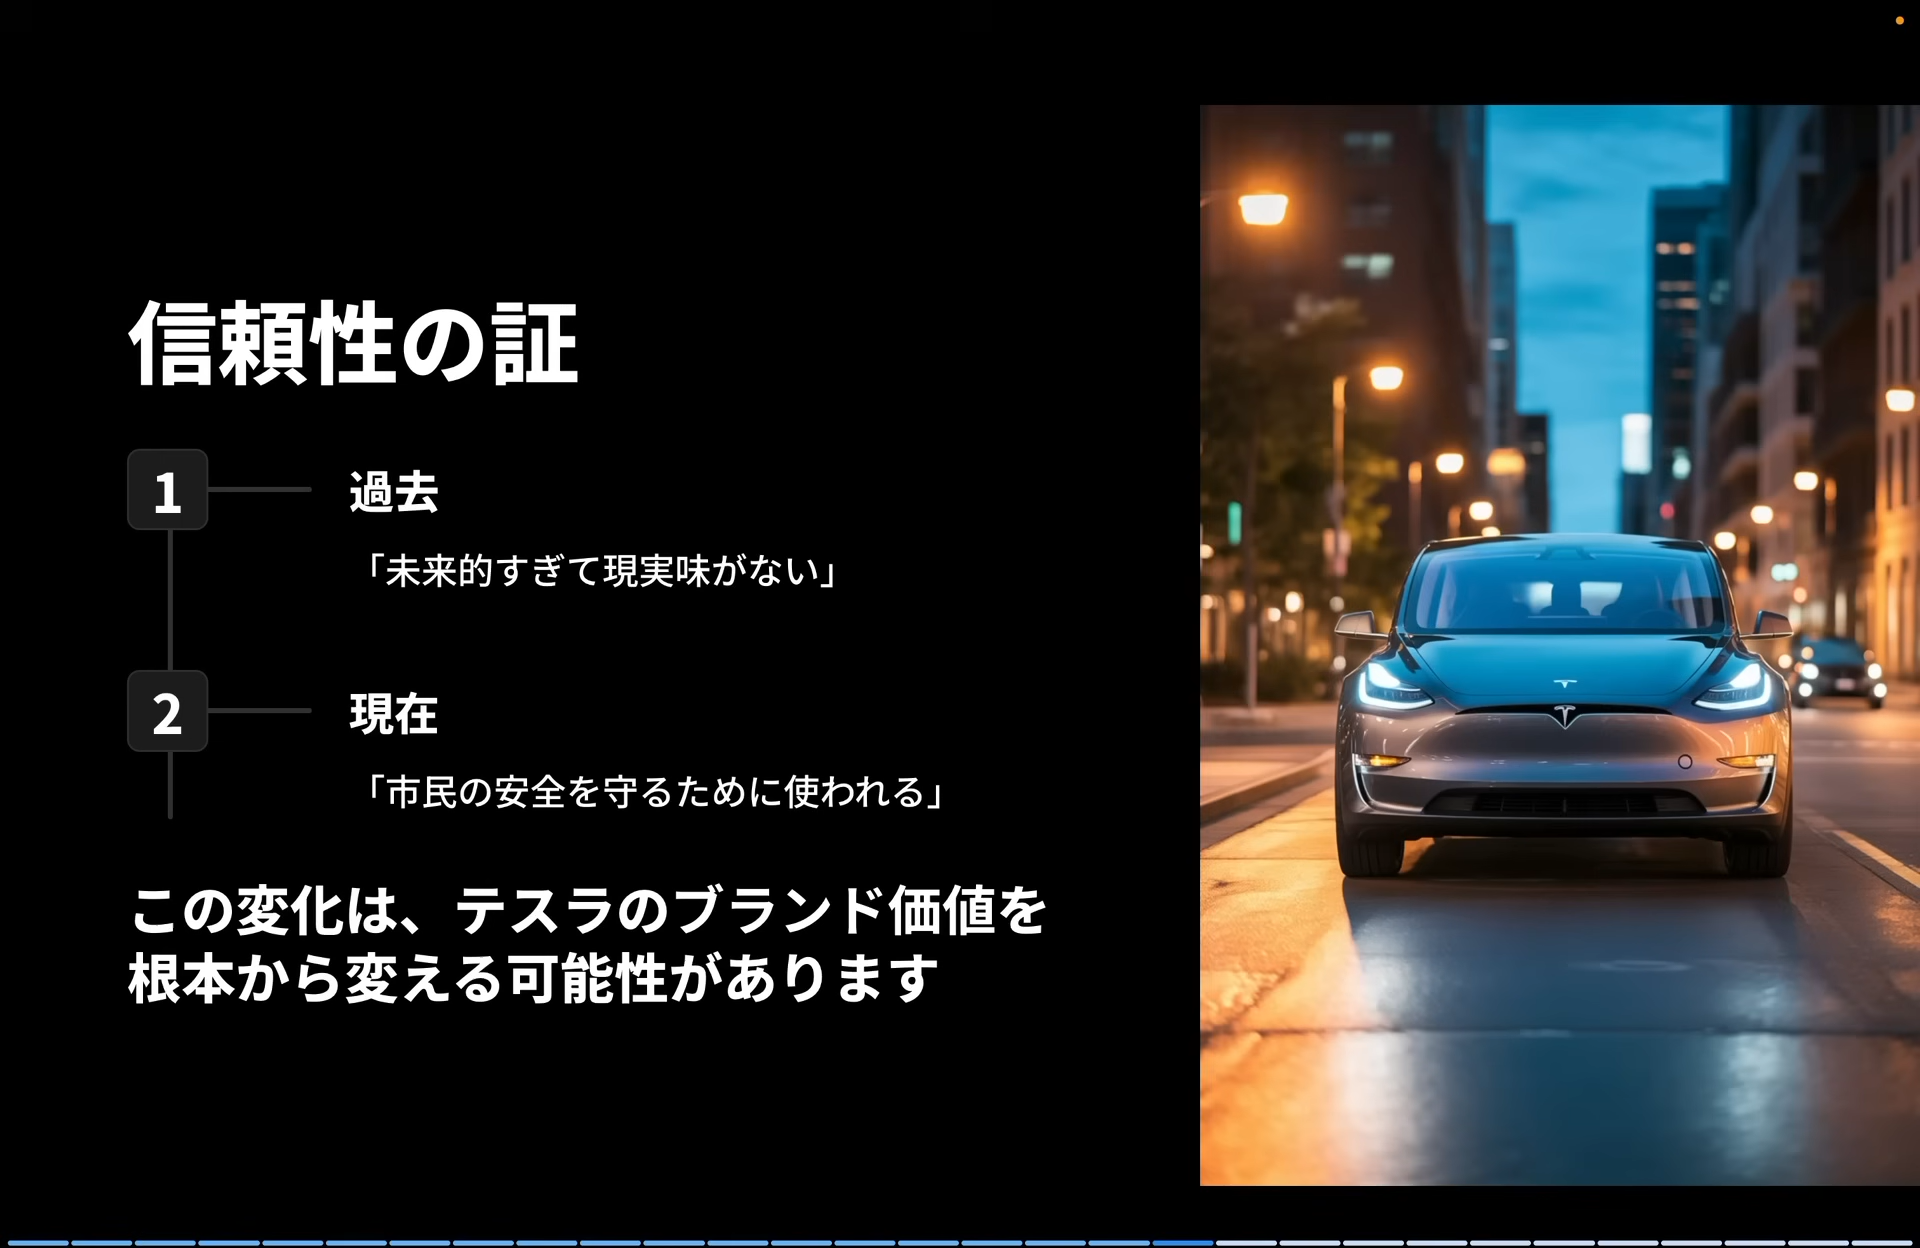 信頼性の証
1
過去
「未来的すぎて現実味がない」
2
現在
「市民の安全を守るために使われる」
この変化は、テスラのブランド価値を
根本から変える可能性があります